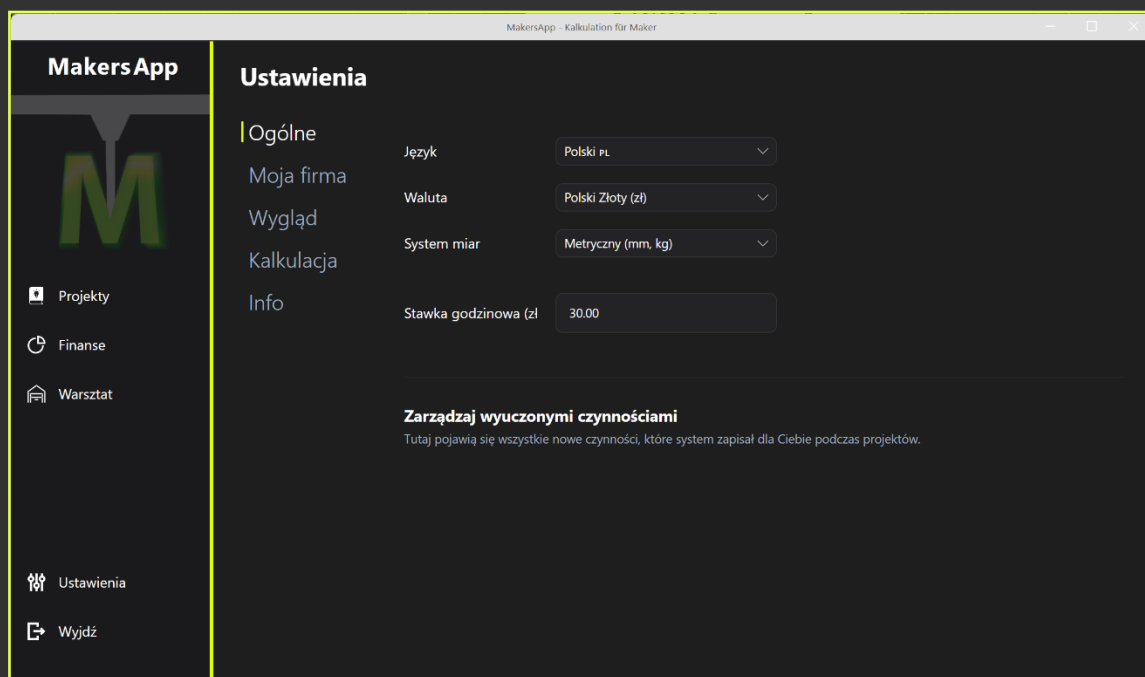 MakersApp - Kalkulation für Maker
MakersApp
M
Projekty
Finanse
Warsztat
Ustawienia
Wyjdź
Ustawienia
Ogólne
Moja firma
Wygląd
Kalkulacja
Info
Język
Polski PL
Waluta
Polski Złoty (zł)
System miar
Metryczny (mm, kg)
Stawka godzinowa (zł
30.00
Zarządzaj wyuczonymi czynnościami
Tutaj pojawią się wszystkie nowe czynności, które system zapisał dla Ciebie podczas projektów.